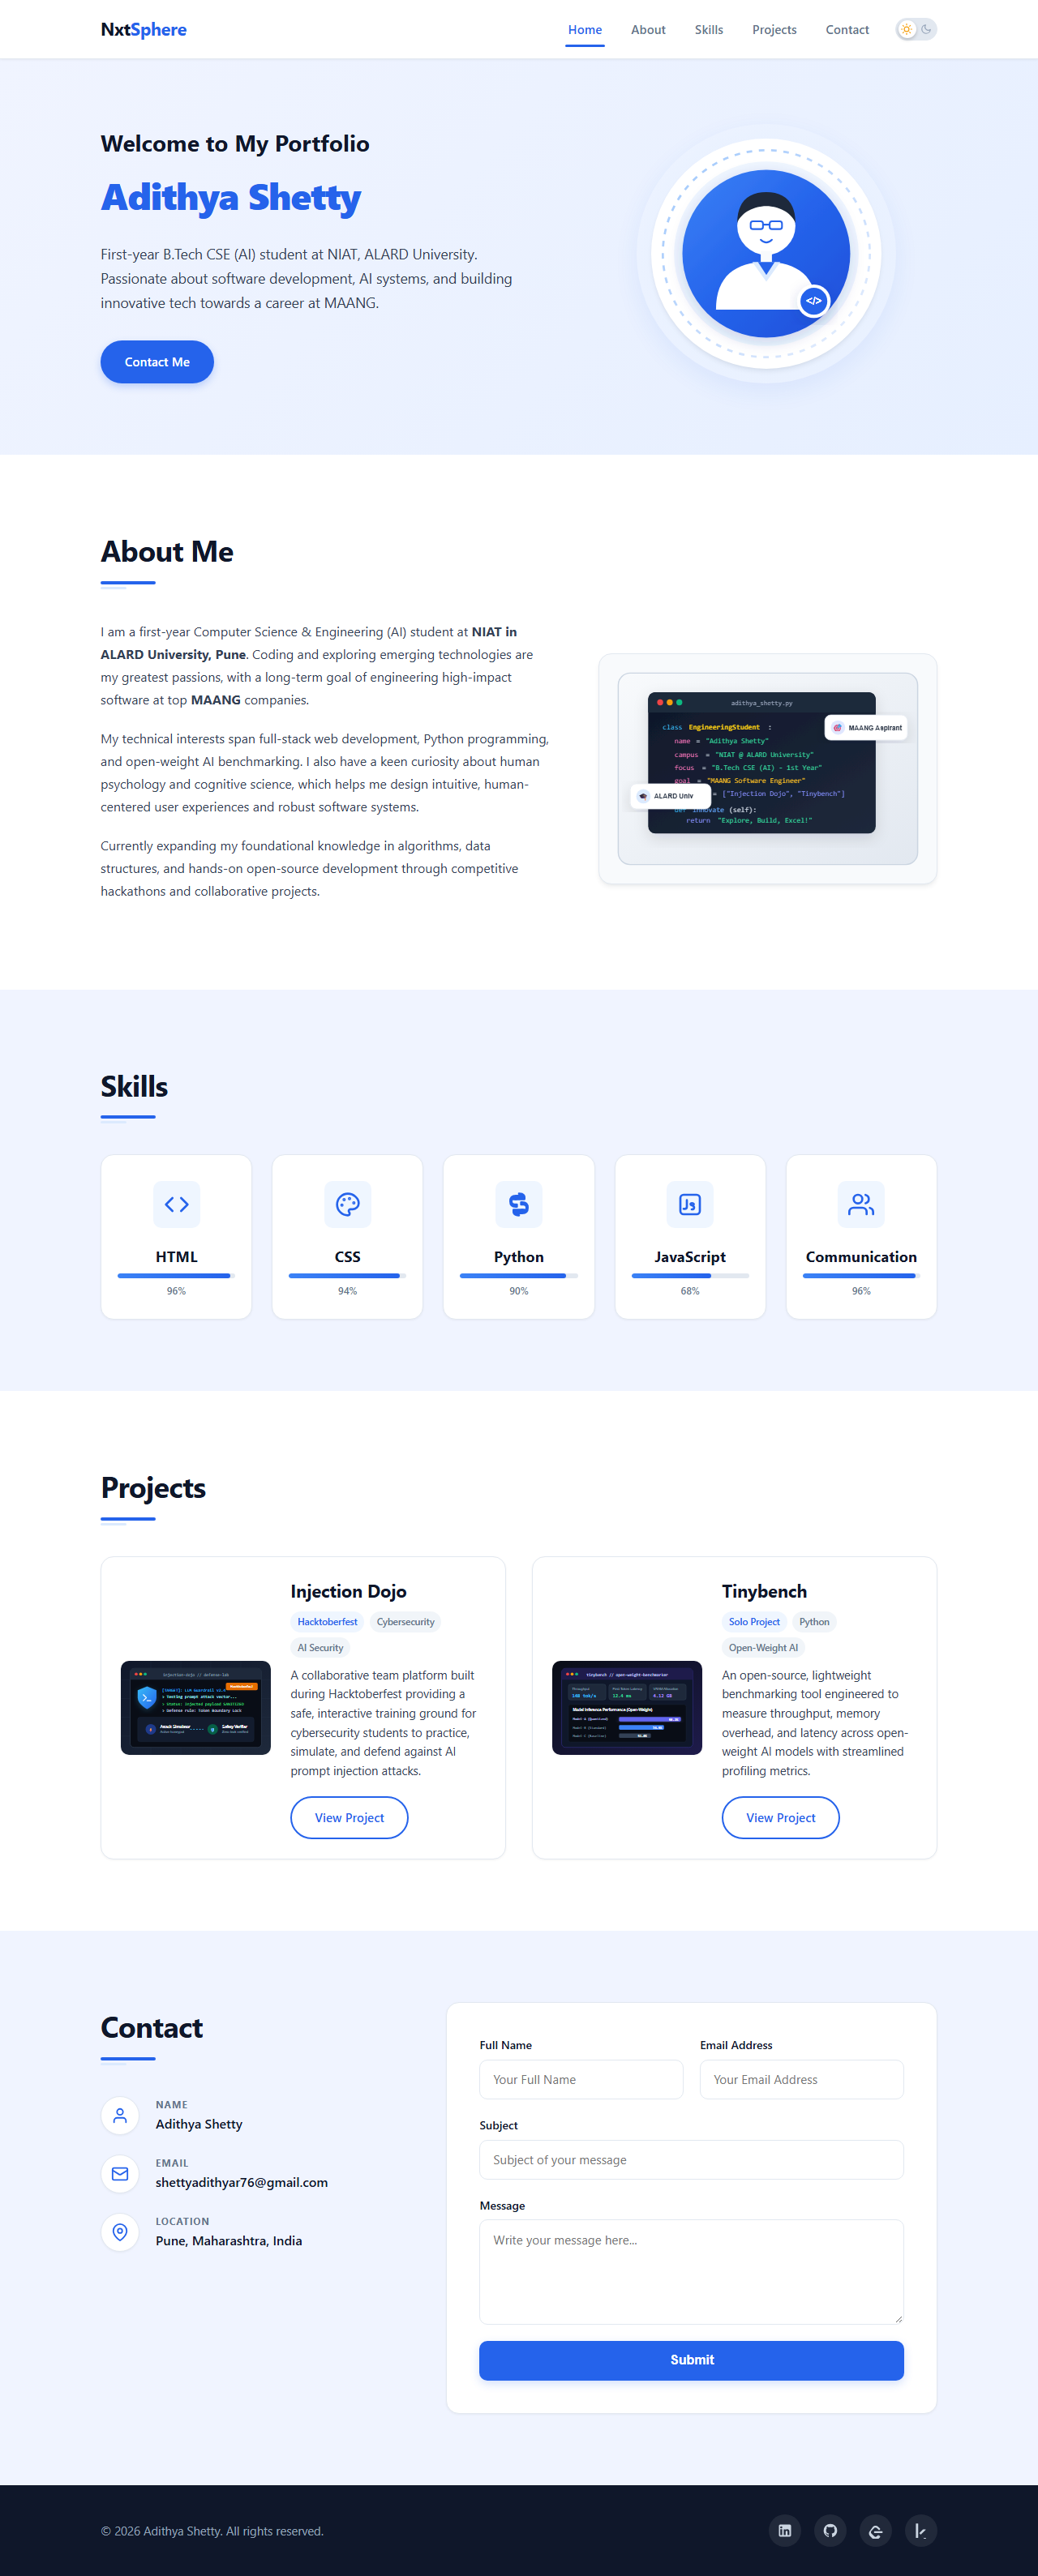 NxtSphere
Home About Skills Projects Contact
Welcome to My Portfolio
Adithya Shetty
First-year B.Tech CSE (AI) student at NIAT, ALARD University.
Passionate about software development, AI systems, and building
innovative tech towards a career at MAANG.
</>
Contact Me
About Me
I am a first-year Computer Science & Engineering (AI) student at NIAT in
ALARD University, Pune. Coding and exploring emerging technologies are
my greatest passions, with a long-term goal of engineering high-impact
software at top MAANG companies.
My technical interests span full-stack web development, Python programming,
and open-weight AI benchmarking. I also have a keen curiosity about human
psychology and cognitive science, which helps me design intuitive, human-
centered user experiences and robust software systems.
Currently expanding my foundational knowledge in algorithms, data
structures, and hands-on open-source development through competitive
hackathons and collaborative projects.
adithya_shetty.py
class EngineeringStudent :
name = "Adithya Shetty"
campus = "NIAT @ ALARD University"
focus = "B.Tech CSE (AI) - 1st Year"
goal = "MAANG Software Engineer"
= ["Injection Dojo", "Tinybench"]
def innovate (self):
return "Explore, Build, Excel!"
MAANG Aspirant
ALARD Univ
Skills
HTML
96%
CSS
94%
Python
90%
JS
JavaScript
68%
Communication
96%
Projects
injection-dojo // defense-lab
Injection Dojo
Hacktoberfest Cybersecurity
AI Security
A collaborative team platform built
during Hacktoberfest providing a
safe, interactive training ground for
cybersecurity students to practice,
simulate, and defend against AI
prompt injection attacks.
View Project
tinybench // open-weight-benchmarker
Model Inference Performance (Open-Weight)
Tinybench
Solo Project Python
Open-Weight AI
An open-source, lightweight
benchmarking tool engineered to
measure throughput, memory
overhead, and latency across open-
weight AI models with streamlined
profiling metrics.
View Project
Contact
NAME
Adithya Shetty
EMAIL
shettyadithyar76@gmail.com
LOCATION
Pune, Maharashtra, India
Full Name
Your Full Name
Email Address
Your Email Address
Subject
Subject of your message
Message
Write your message here...
Submit
© 2026 Adithya Shetty. All rights reserved.